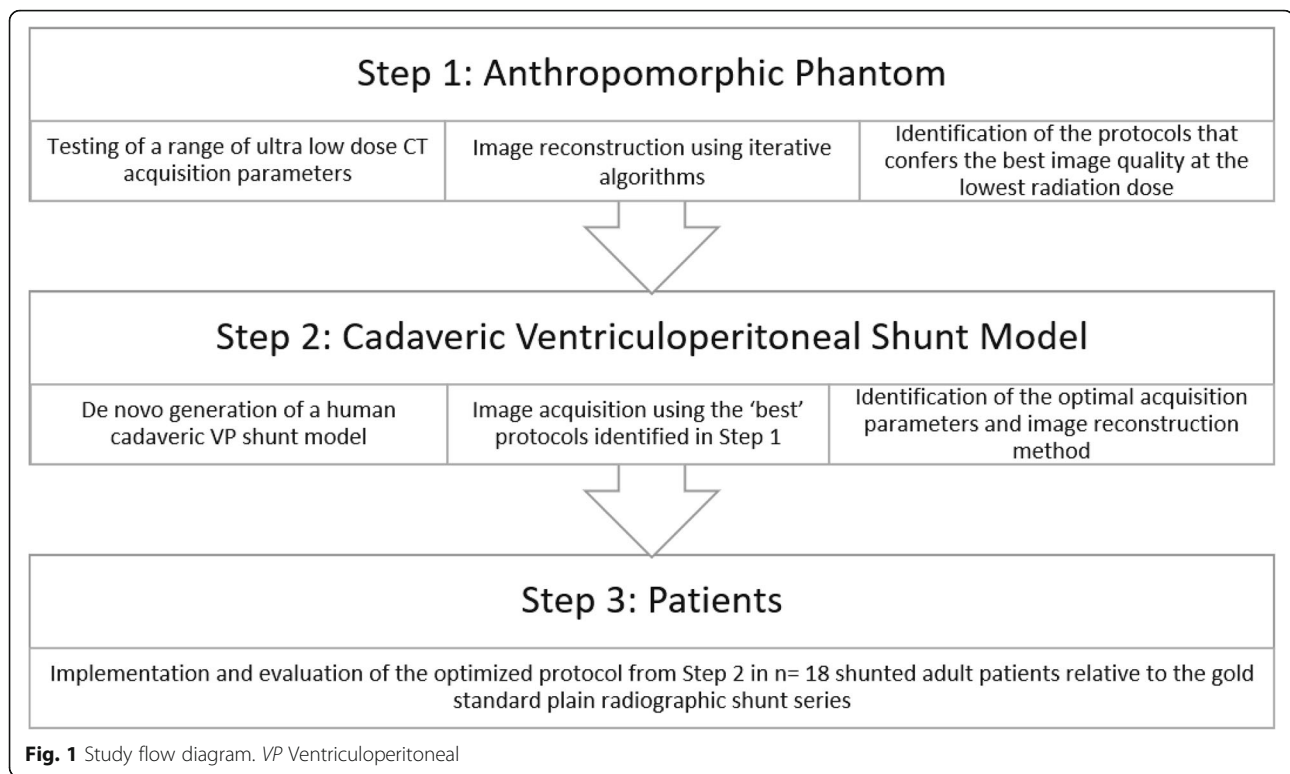 Step 1: Anthropomorphic Phantom
Testing of a range of ultra low dose CT
acquisition parameters
Image reconstruction using iterative
algorithms
Identification of the protocols that
confers the best image quality at the
lowest radiation dose
Step 2: Cadaveric Ventriculoperitoneal Shunt Model
De novo generation of a human
cadaveric VP shunt model
Image acquisition using the ‘best’
protocols identified in Step 1
Identification of the optimal acquisition
parameters and image reconstruction
method
Step 3: Patients
Implementation and evaluation of the optimized protocol from Step 2 in n= 18 shunted adult patients relative to the gold
standard plain radiographic shunt series
Fig. 1 Study flow diagram. VP Ventriculoperitoneal